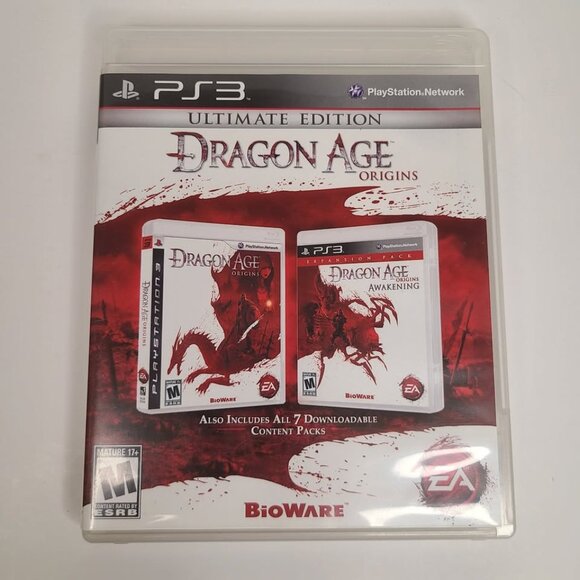 PS3
PlayStation Network
ULTIMATE EDITION
DRAGON AGE
ORIGINS
PlayStation Network
DRAGON AGE
ORIGINS
PLAYSTATION 3
DRAGON AGE
ORIGINS
EA
M
EA
BIOWARE
PS3
PlayStation Network
EXPANSION PACK
DRAGON AGE
ORIGINS
AWAKENING
M
EA
BIOWARE
ALSO INCLUDES ALL 7 DOWNLOADABLE
CONTENT PACKS
MATURE 17+
M
CONTENT RATED BY
ESRB
BIOWARE
EA